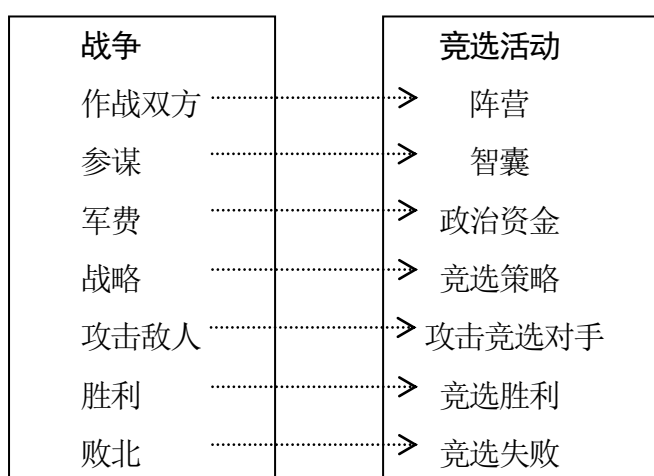 战争 竞选活动
作战双方 阵营
参谋 智囊
军费 政治资金
战略 竞选策略
攻击敌人 攻击竞选对手
胜利 竞选胜利
败北 竞选失败